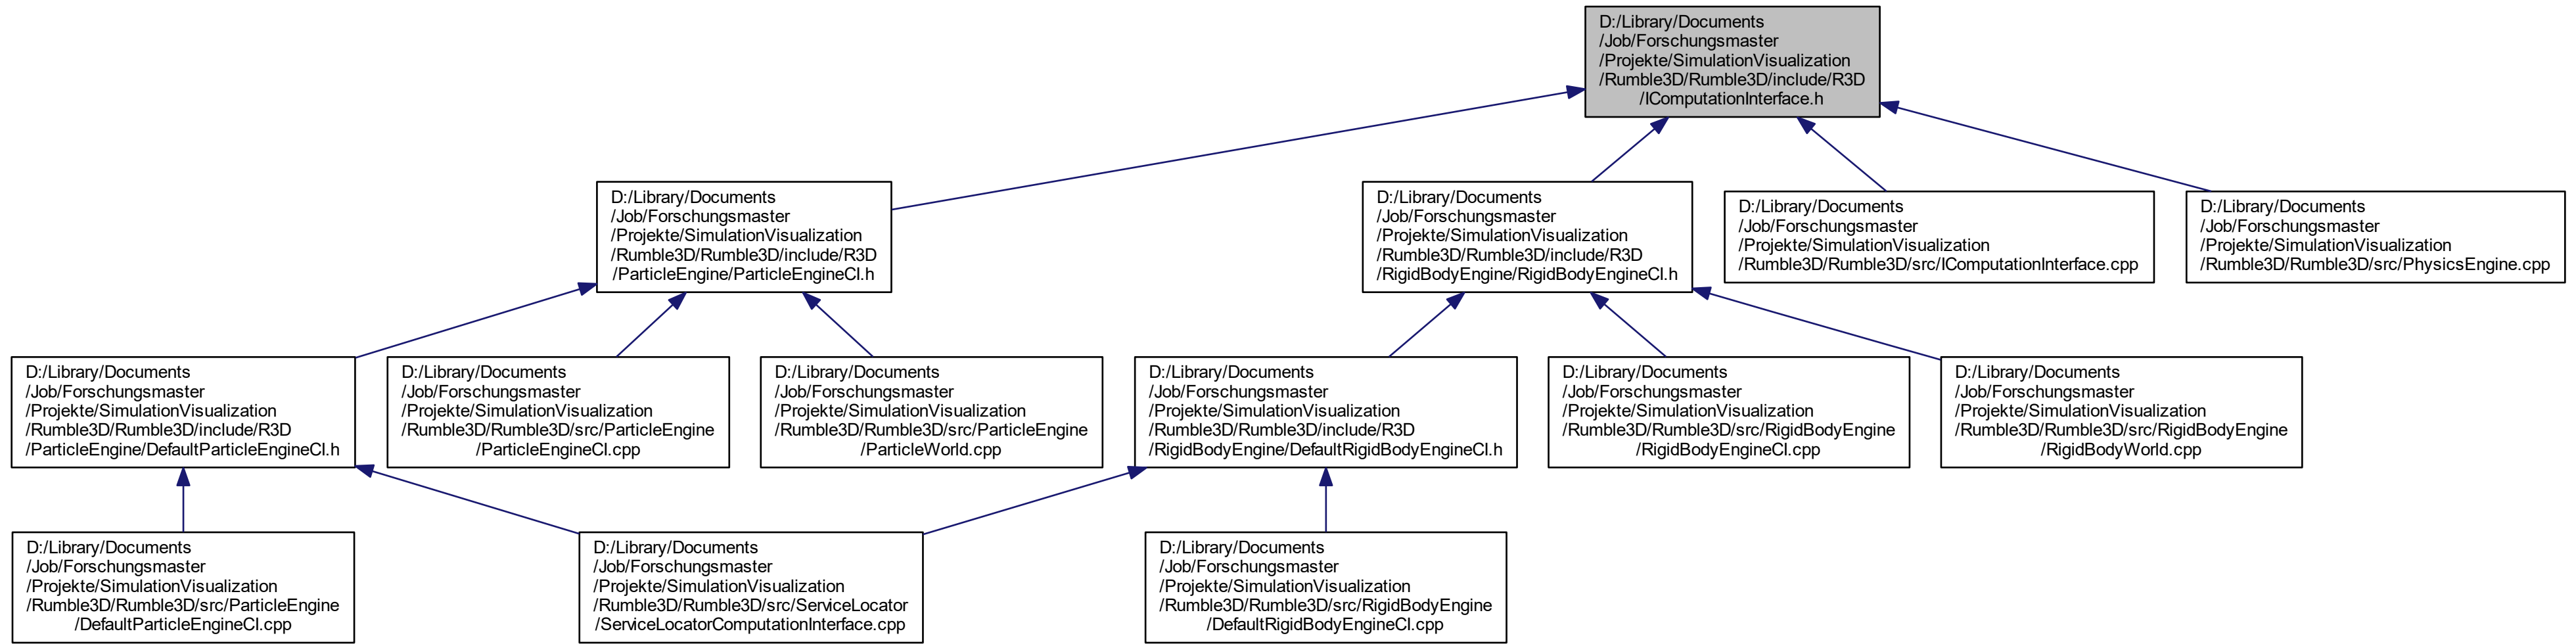 D:/Library/Documents
/Job/Forschungsmaster
/Projekte/SimulationVisualization
/Rumble3D/Rumble3D/include/R3D
/IComputationInterface.h
D:/Library/Documents
/Job/Forschungsmaster
/Projekte/SimulationVisualization
/Rumble3D/Rumble3D/include/R3D
/ParticleEngine/ParticleEngineCI.h
D:/Library/Documents
/Job/Forschungsmaster
/Projekte/SimulationVisualization
/Rumble3D/Rumble3D/include/R3D
/RigidBodyEngine/RigidBodyEngineCI.h
D:/Library/Documents
/Job/Forschungsmaster
/Projekte/SimulationVisualization
/Rumble3D/Rumble3D/src/IComputationInterface.cpp
D:/Library/Documents
/Job/Forschungsmaster
/Projekte/SimulationVisualization
/Rumble3D/Rumble3D/src/PhysicsEngine.cpp
D:/Library/Documents
/Job/Forschungsmaster
/Projekte/SimulationVisualization
/Rumble3D/Rumble3D/include/R3D
/ParticleEngine/DefaultParticleEngineCI.h
D:/Library/Documents
/Job/Forschungsmaster
/Projekte/SimulationVisualization
/Rumble3D/Rumble3D/src/ParticleEngine
/ParticleEngineCI.cpp
D:/Library/Documents
/Job/Forschungsmaster
/Projekte/SimulationVisualization
/Rumble3D/Rumble3D/src/ParticleEngine
/ParticleWorld.cpp
D:/Library/Documents
/Job/Forschungsmaster
/Projekte/SimulationVisualization
/Rumble3D/Rumble3D/include/R3D
/RigidBodyEngine/DefaultRigidBodyEngineCI.h
D:/Library/Documents
/Job/Forschungsmaster
/Projekte/SimulationVisualization
/Rumble3D/Rumble3D/src/RigidBodyEngine
/RigidBodyEngineCI.cpp
D:/Library/Documents
/Job/Forschungsmaster
/Projekte/SimulationVisualization
/Rumble3D/Rumble3D/src/RigidBodyEngine
/RigidBodyWorld.cpp
D:/Library/Documents
/Job/Forschungsmaster
/Projekte/SimulationVisualization
/Rumble3D/Rumble3D/src/ParticleEngine
/DefaultParticleEngineCI.cpp
D:/Library/Documents
/Job/Forschungsmaster
/Projekte/SimulationVisualization
/Rumble3D/Rumble3D/src/ServiceLocator
/ServiceLocatorComputationInterface.cpp
D:/Library/Documents
/Job/Forschungsmaster
/Projekte/SimulationVisualization
/Rumble3D/Rumble3D/src/RigidBodyEngine
/DefaultRigidBodyEngineCI.cpp